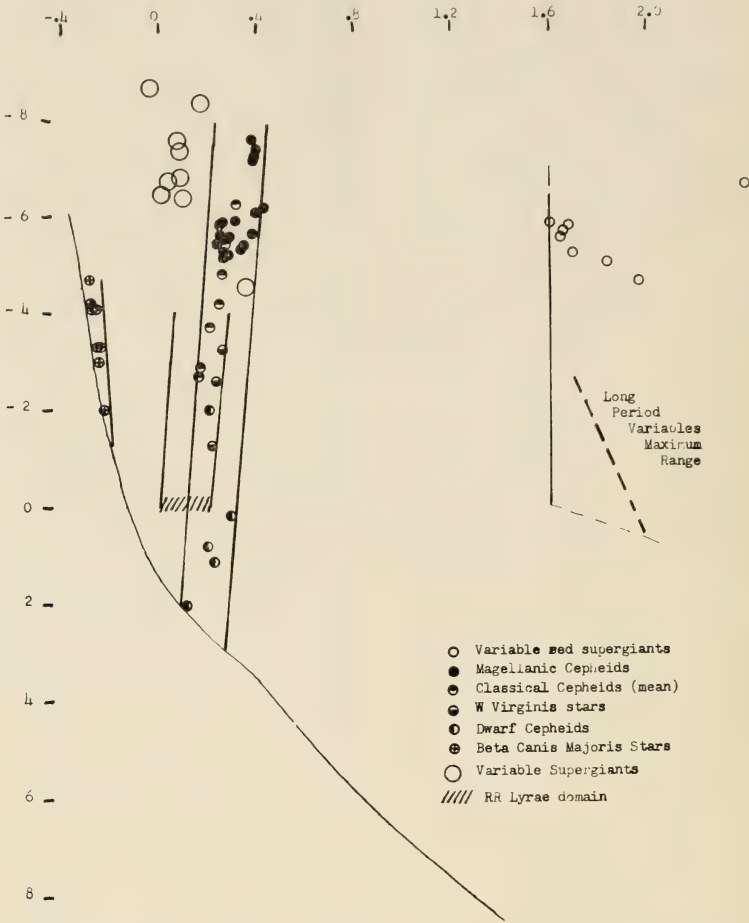 -.4 0 .4 .8 1.2 1.6 2.0
- 8
- 6
- 4
- 2
0
2
4
6
8
Long
Period
Variables
Maximum
Range
Variable red supergiants
Magellanic Cepheids
Classical Cepheids (mean)
W Virginis stars
Dwarf Cepheids
Beta Canis Majoris Stars
Variable Supergiants
RR Lyrae domain